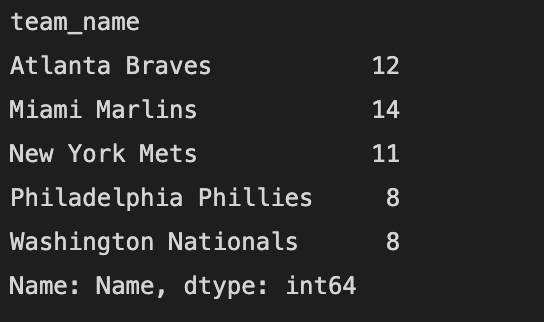 team_name
Atlanta Braves 12
Miami Marlins 14
New York Mets 11
Philadelphia Phillies 8
Washington Nationals 8
Name: Name, dtype: int64